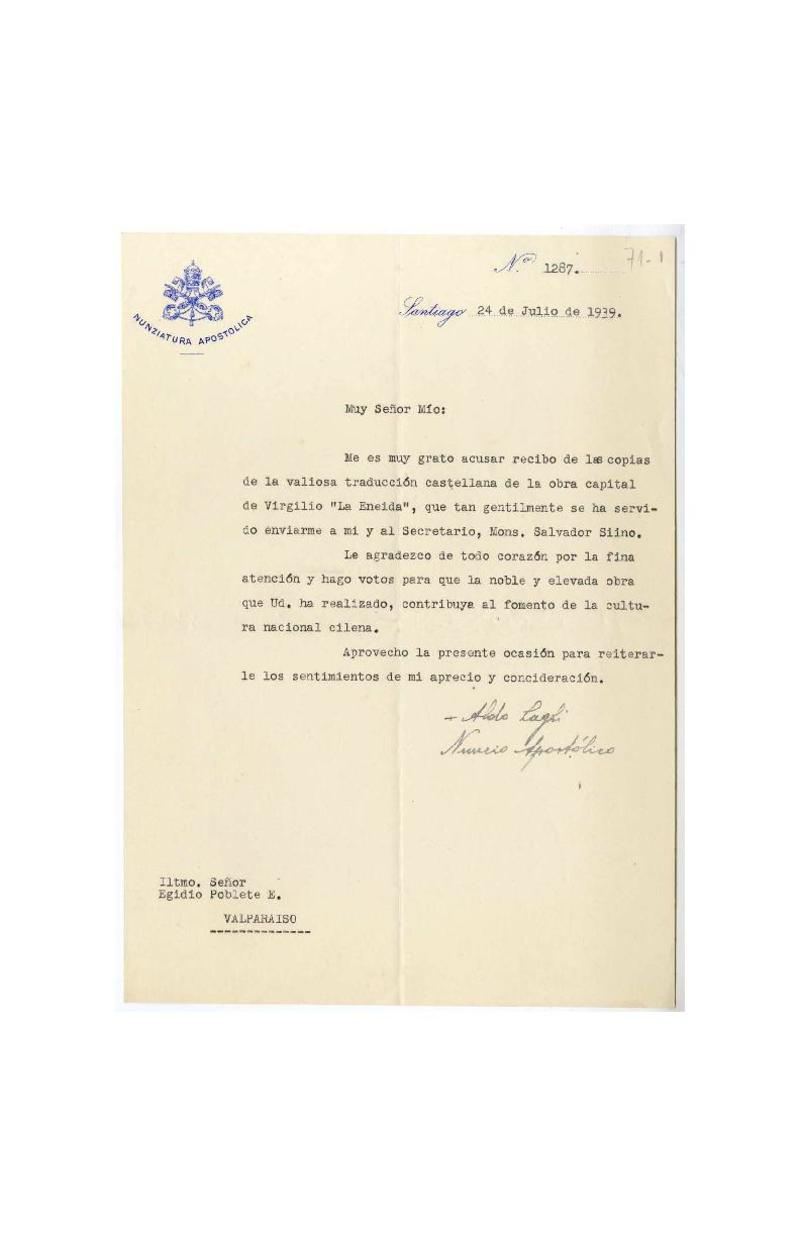 71-1
Nº 1287.
NUNZIATURA APOSTOLICA
Santiago 24 de Julio de 1939.
Muy Señor Mío:
Me es muy grato acusar recibo de las copias
de la valiosa traducción castellana de la obra capital
de Virgilio "La Eneida", que tan gentilmente se ha servi-
do enviarme a mi y al Secretario, Mons. Salvador Siino.
Le agradezco de todo corazón por la fina
atención y hago votos para que la noble y elevada obra
que Ud. ha realizado, contribuya al fomento de la cultu-
ra nacional cilena.
Aprovecho la presente ocasión para reiterar-
le los sentimientos de mi aprecio y concideración.
- Aldo Laghi
Nuncio Apostólico
Iltmo. Señor
Egidio Poblete E.
VALPARAISO